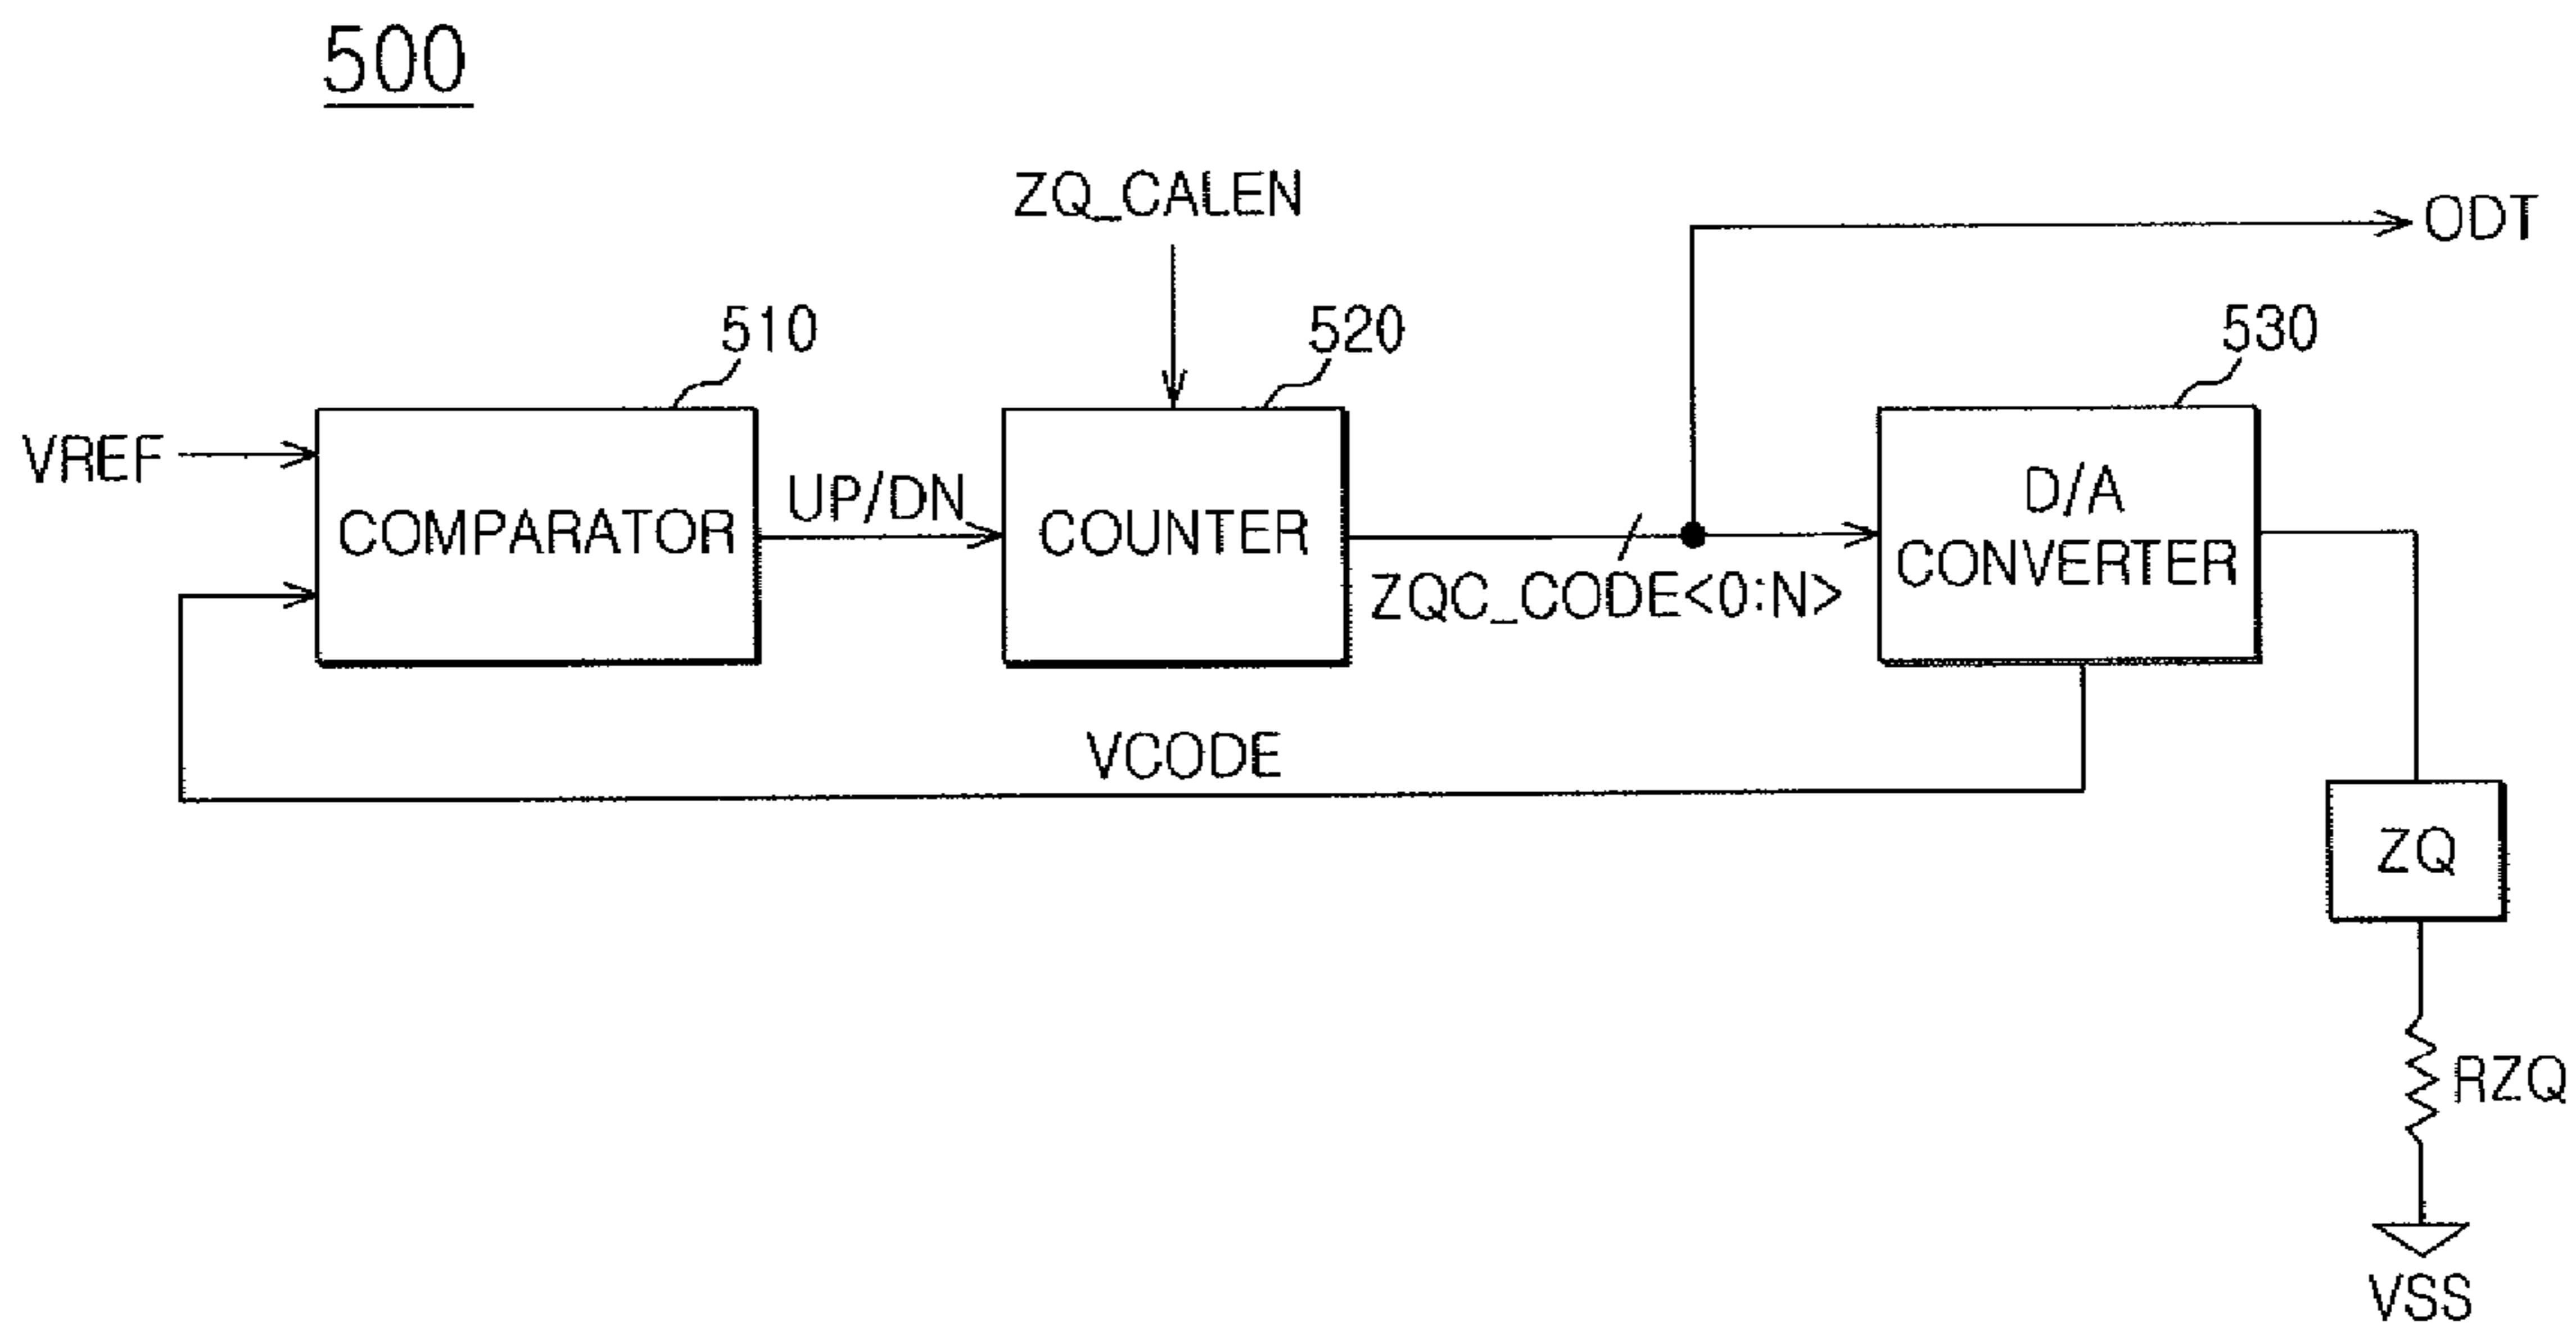 500
ZQ_CALEN
ODT
510
520
530
VREF
COMPARATOR
UP/DN
COUNTER
ZQC_CODE<0:N>
D/A
CONVERTER
VCODE
ZQ
RZQ
VSS